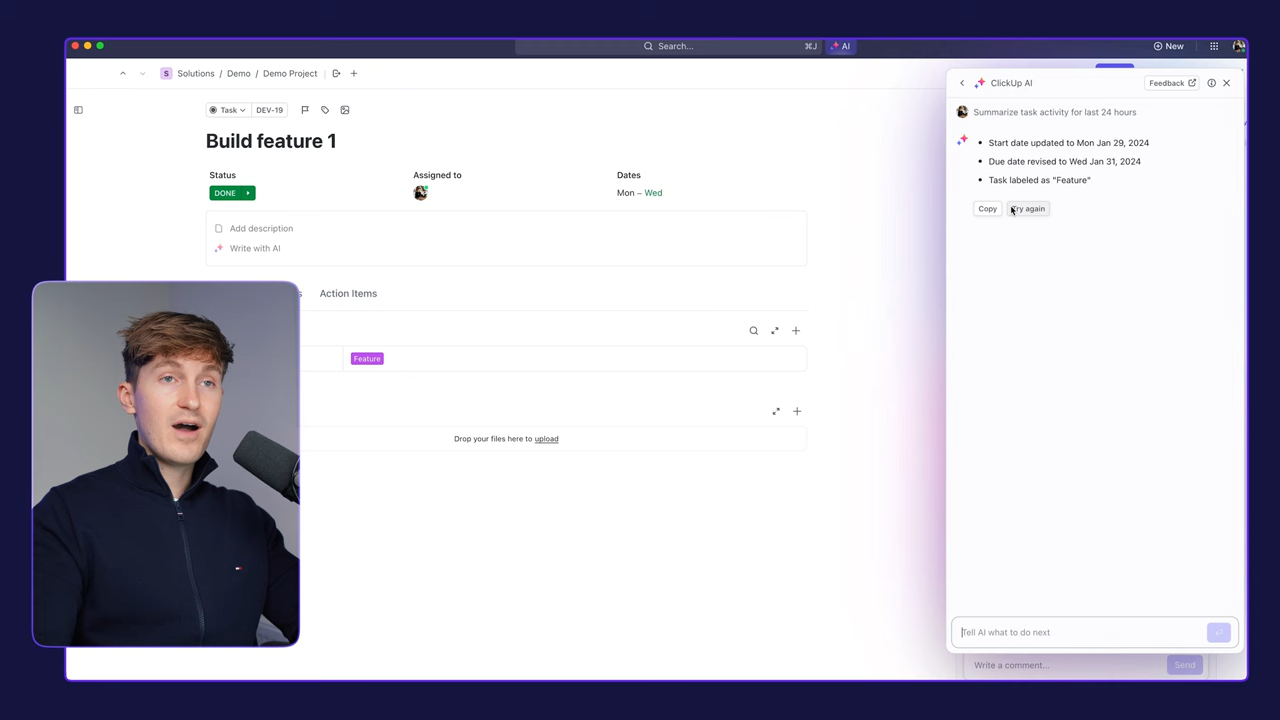 Search...
⌘J
AI
New
S
Solutions / Demo / Demo Project
Task
DEV-19
Build feature 1
Status
Assigned to
Dates
DONE
Mon – Wed
Add description
Write with AI
Action Items
Feature
Drop your files here to upload
ClickUp AI
Feedback
Summarize task activity for last 24 hours
• Start date updated to Mon Jan 29, 2024
• Due date revised to Wed Jan 31, 2024
• Task labeled as "Feature"
Copy
Try again
Tell AI what to do next
Write a comment...
Send